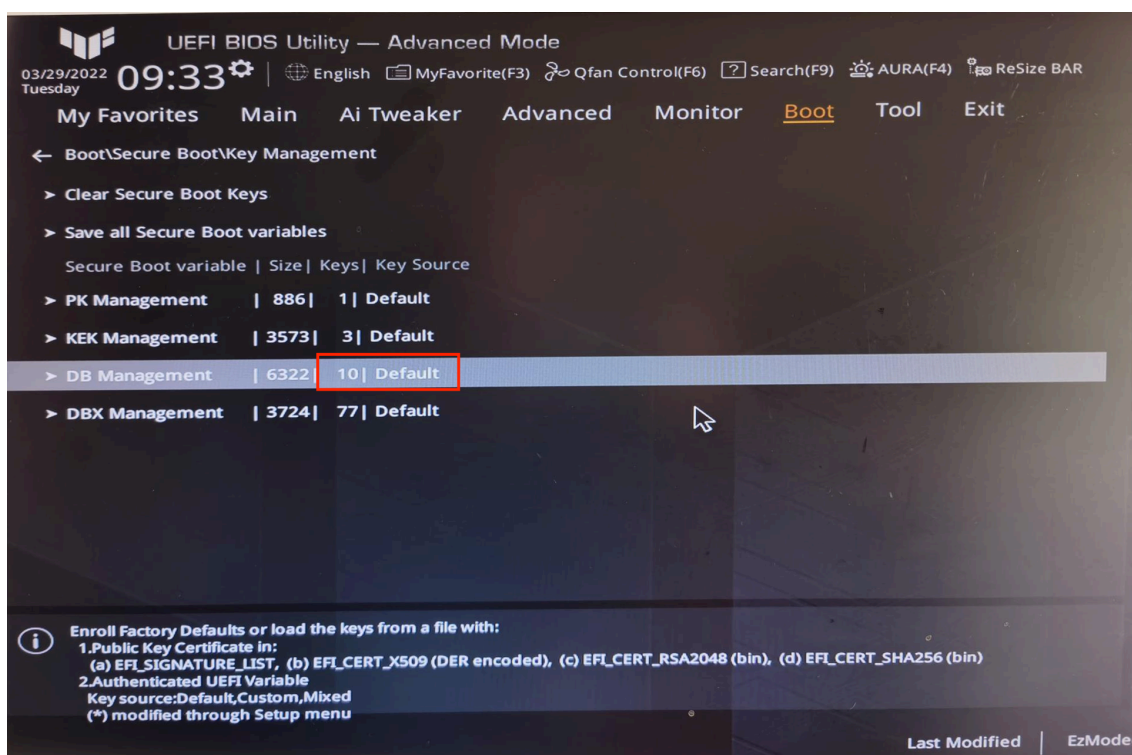 UEFI BIOS Utility — Advanced Mode
03/29/2022 09:33 English MyFavorite(F3) Qfan Control(F6) ? Search(F9) AURA(F4) ReSize BAR
Tuesday
My Favorites Main Ai Tweaker Advanced Monitor Boot Tool Exit
← Boot\Secure Boot\Key Management
> Clear Secure Boot Keys
> Save all Secure Boot variables
Secure Boot variable | Size| Keys| Key Source
> PK Management | 886| 1| Default
> KEK Management | 3573| 3| Default
> DB Management | 6322| 10| Default
> DBX Management | 3724| 77| Default
Enroll Factory Defaults or load the keys from a file with:
1.Public Key Certificate in:
(a) EFI_SIGNATURE_LIST, (b) EFI_CERT_X509 (DER encoded), (c) EFI_CERT_RSA2048 (bin), (d) EFI_CERT_SHA256 (bin)
2.Authenticated UEFI Variable
Key source:Default,Custom,Mixed
(*) modified through Setup menu
Last Modified | EzMode